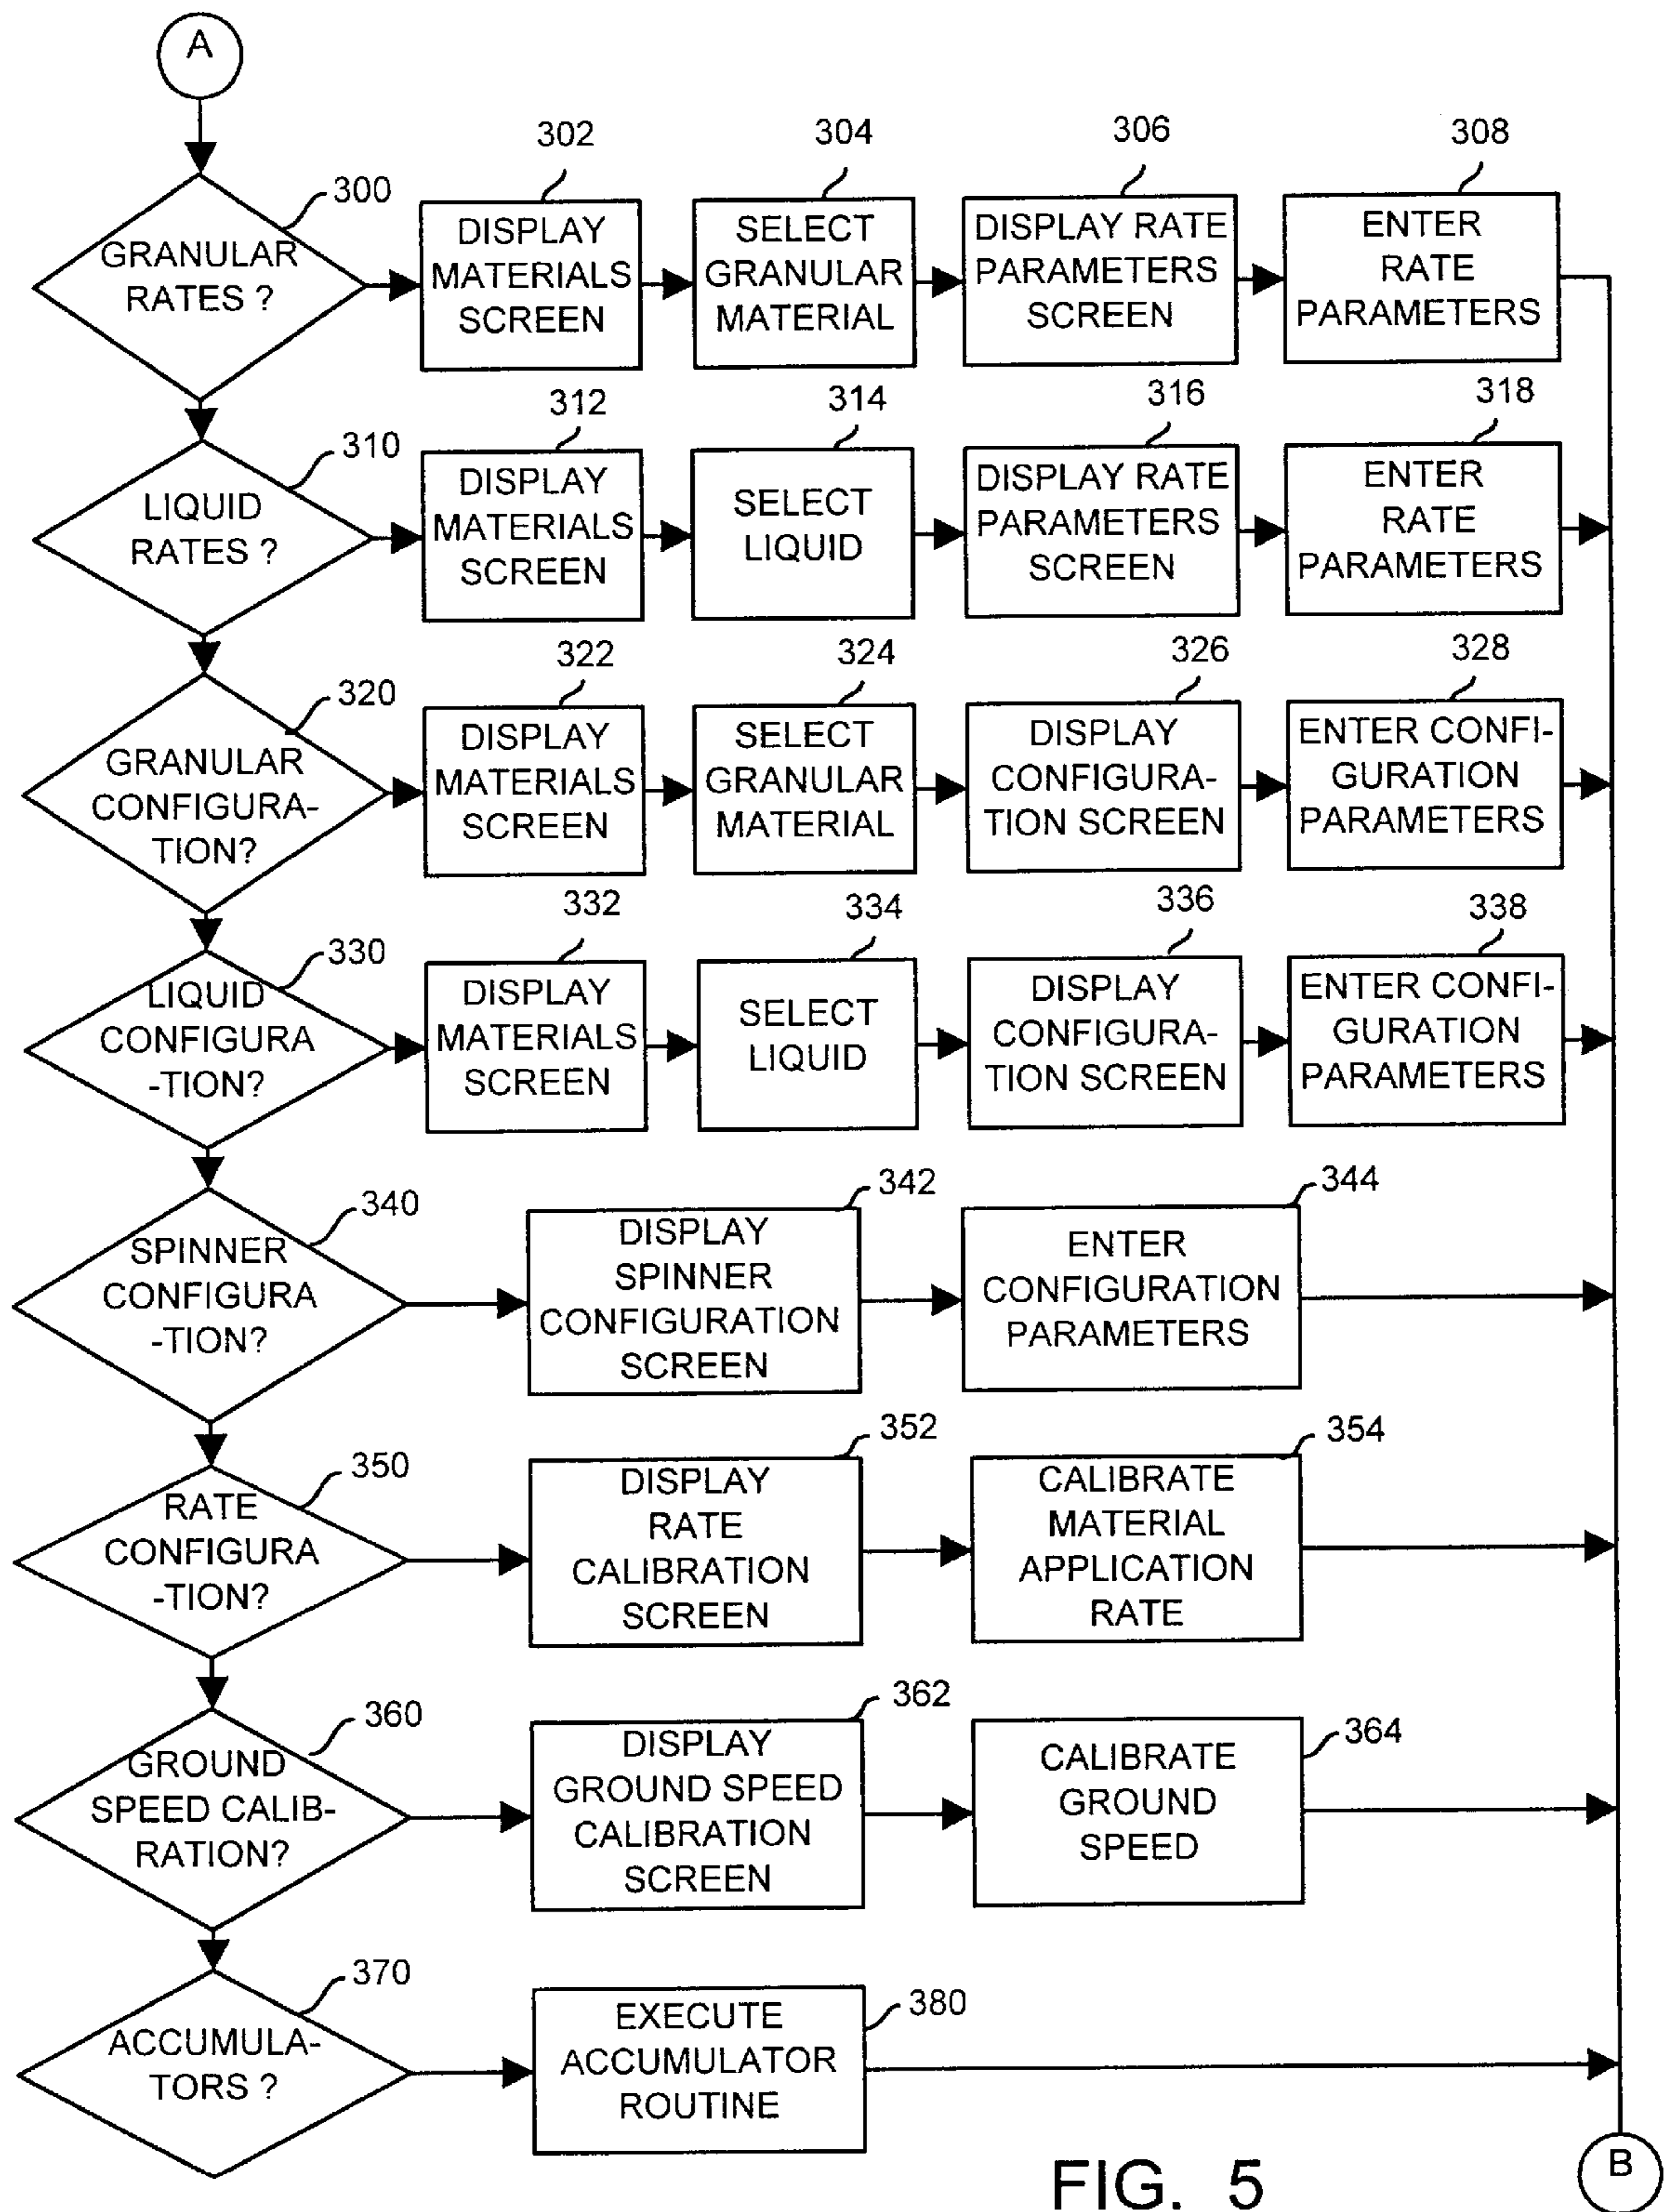 A
300
GRANULAR
RATES ?
302
DISPLAY
MATERIALS
SCREEN
304
SELECT
GRANULAR
MATERIAL
306
DISPLAY RATE
PARAMETERS
SCREEN
308
ENTER
RATE
PARAMETERS
310
LIQUID
RATES ?
312
DISPLAY
MATERIALS
SCREEN
314
SELECT
LIQUID
316
DISPLAY RATE
PARAMETERS
SCREEN
318
ENTER
RATE
PARAMETERS
320
GRANULAR
CONFIGURA-
TION?
322
DISPLAY
MATERIALS
SCREEN
324
SELECT
GRANULAR
MATERIAL
326
DISPLAY
CONFIGURA-
TION SCREEN
328
ENTER CONFI-
GURATION
PARAMETERS
330
LIQUID
CONFIGURA
-TION?
332
DISPLAY
MATERIALS
SCREEN
334
SELECT
LIQUID
336
DISPLAY
CONFIGURA-
TION SCREEN
338
ENTER CONFI-
GURATION
PARAMETERS
340
SPINNER
CONFIGURA
-TION?
342
DISPLAY
SPINNER
CONFIGURATION
SCREEN
344
ENTER
CONFIGURATION
PARAMETERS
350
RATE
CONFIGURA
-TION?
352
DISPLAY
RATE
CALIBRATION
SCREEN
354
CALIBRATE
MATERIAL
APPLICATION
RATE
360
GROUND
SPEED CALIB-
RATION?
362
DISPLAY
GROUND SPEED
CALIBRATION
SCREEN
364
CALIBRATE
GROUND
SPEED
370
ACCUMULA-
TORS ?
380
EXECUTE
ACCUMULATOR
ROUTINE
B
FIG. 5